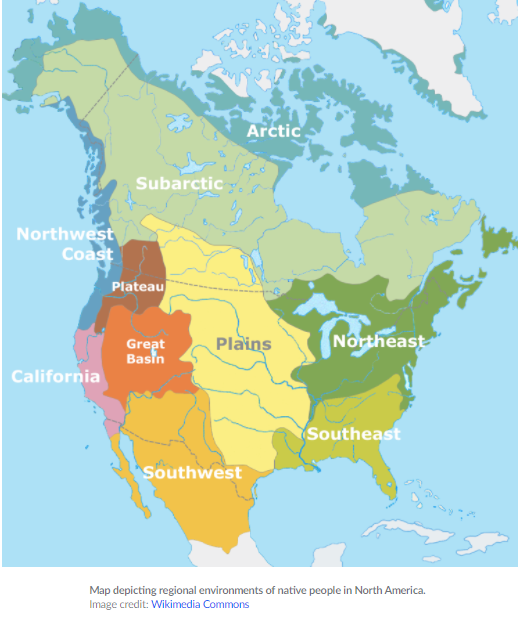 Arctic
Subarctic
Northwest
Coast
Plateau
Great
Basin
Plains
Northeast
California
Southeast
Southwest
Map depicting regional environments of native people in North America.
Image credit: Wikimedia Commons